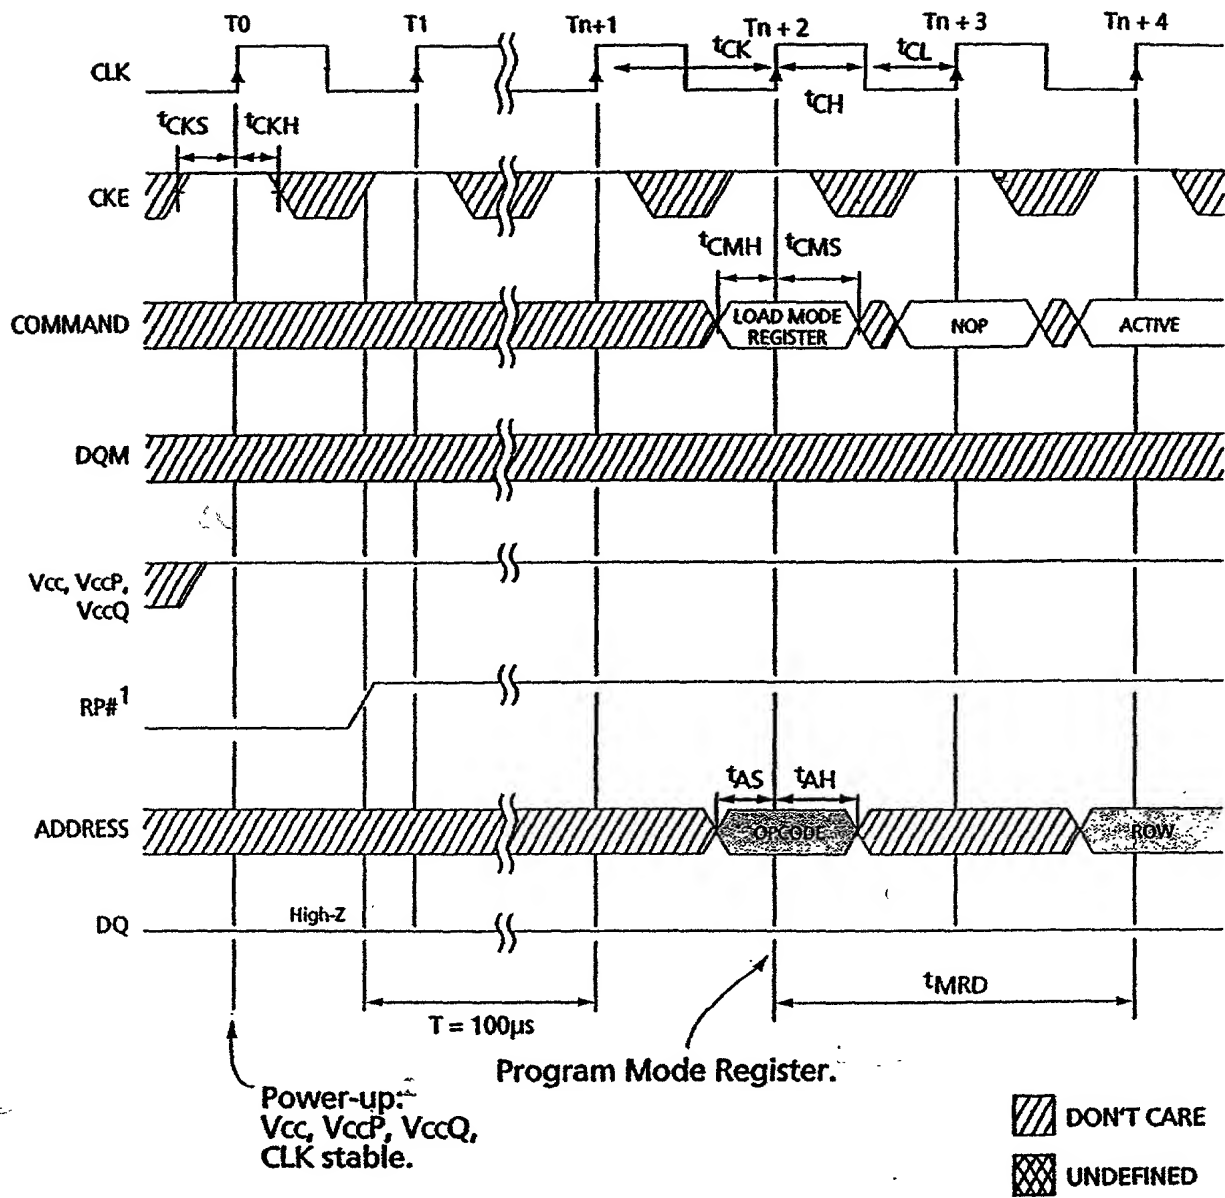 T0 T1 Tn+1 Tn + 2 Tn + 3 Tn + 4
tCK tCL
CLK
tCH
tCKS tCKH
CKE
tCMH tCMS
COMMAND
LOAD MODE
REGISTER
NOP
ACTIVE
DQM
Vcc, VccP,
VccQ
RP#1
tAS tAH
ADDRESS
OPCODE
ROW
High-Z
DQ
tMRD
T = 100µs
Program Mode Register.
Power-up:
Vcc, VccP, VccQ,
CLK stable.
DON'T CARE
UNDEFINED